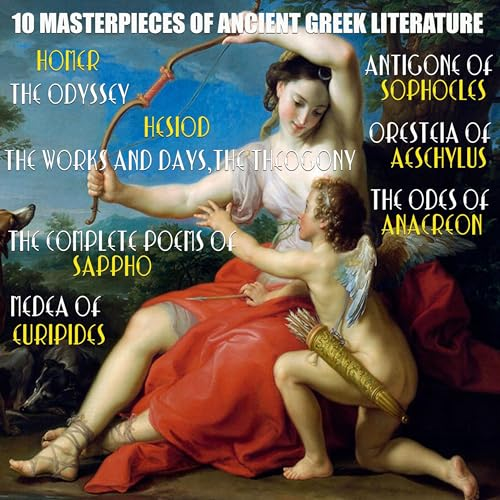 10 MASTERPIECES OF ANCIENT GREEK LITERATURE
HOMER
THE ODYSSEY
HESIOD
THE WORKS AND DAYS, THE THEOGONY
THE COMPLETE POEMS OF
SAPPHO
MEDEA OF
EURIPIDES
ANTIGONE OF
SOPHOCLES
ORESTEIA OF
AESCHYLUS
THE ODES OF
ANACREON